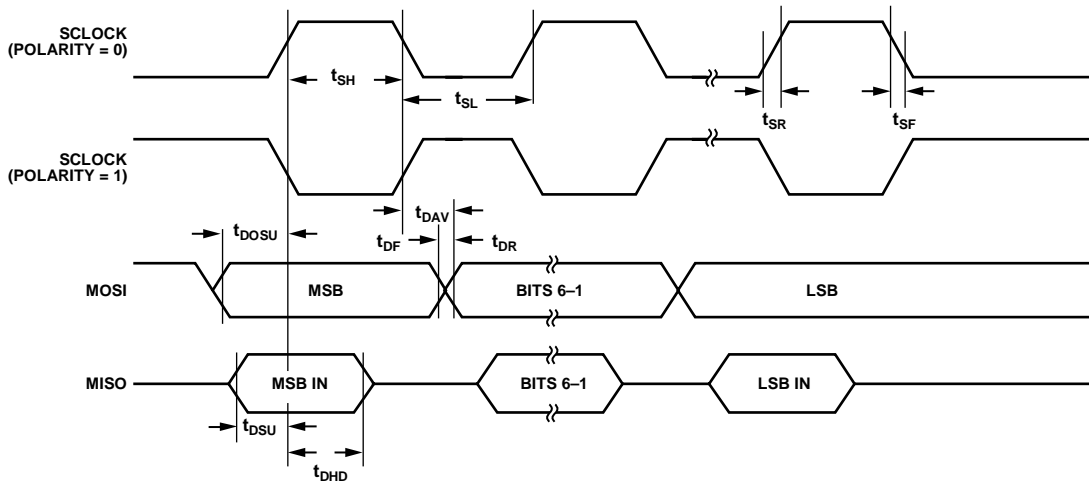 SCLOCK
(POLARITY = 0)
tSH
tSL
tSR
tSF
SCLOCK
(POLARITY = 1)
tDAV
tDOSU
tDF
tDR
MOSI
MSB
BITS 6–1
LSB
MISO
MSB IN
BITS 6–1
LSB IN
tDSU
tDHD